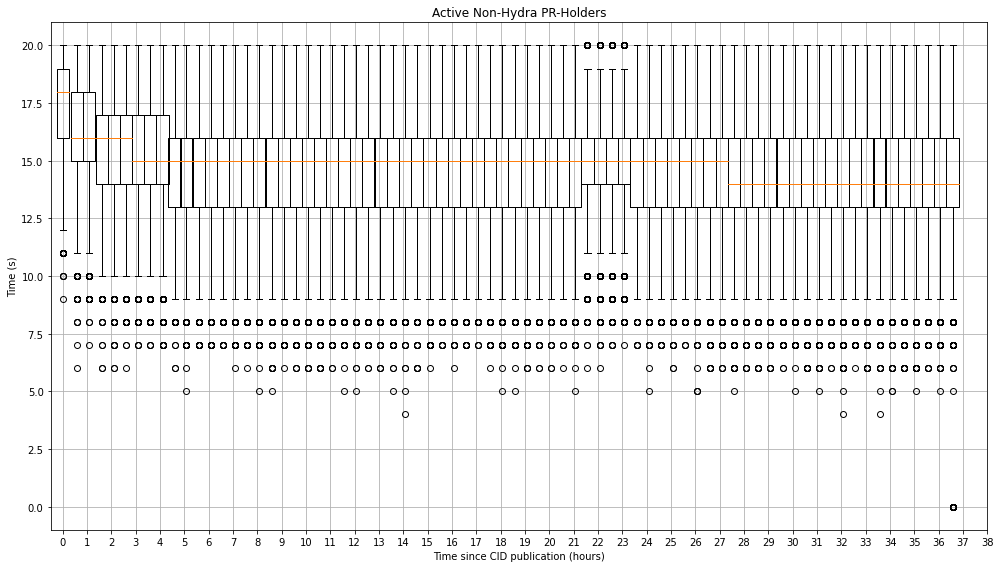 Active Non-Hydra PR-Holders
Time (s)
20.0
17.5
15.0
12.5
10.0
7.5
5.0
2.5
0.0
0 1 2 3 4 5 6 7 8 9 10 11 12 13 14 15 16 17 18 19 20 21 22 23 24 25 26 27 28 29 30 31 32 33 34 35 36 37 38
Time since CID publication (hours)